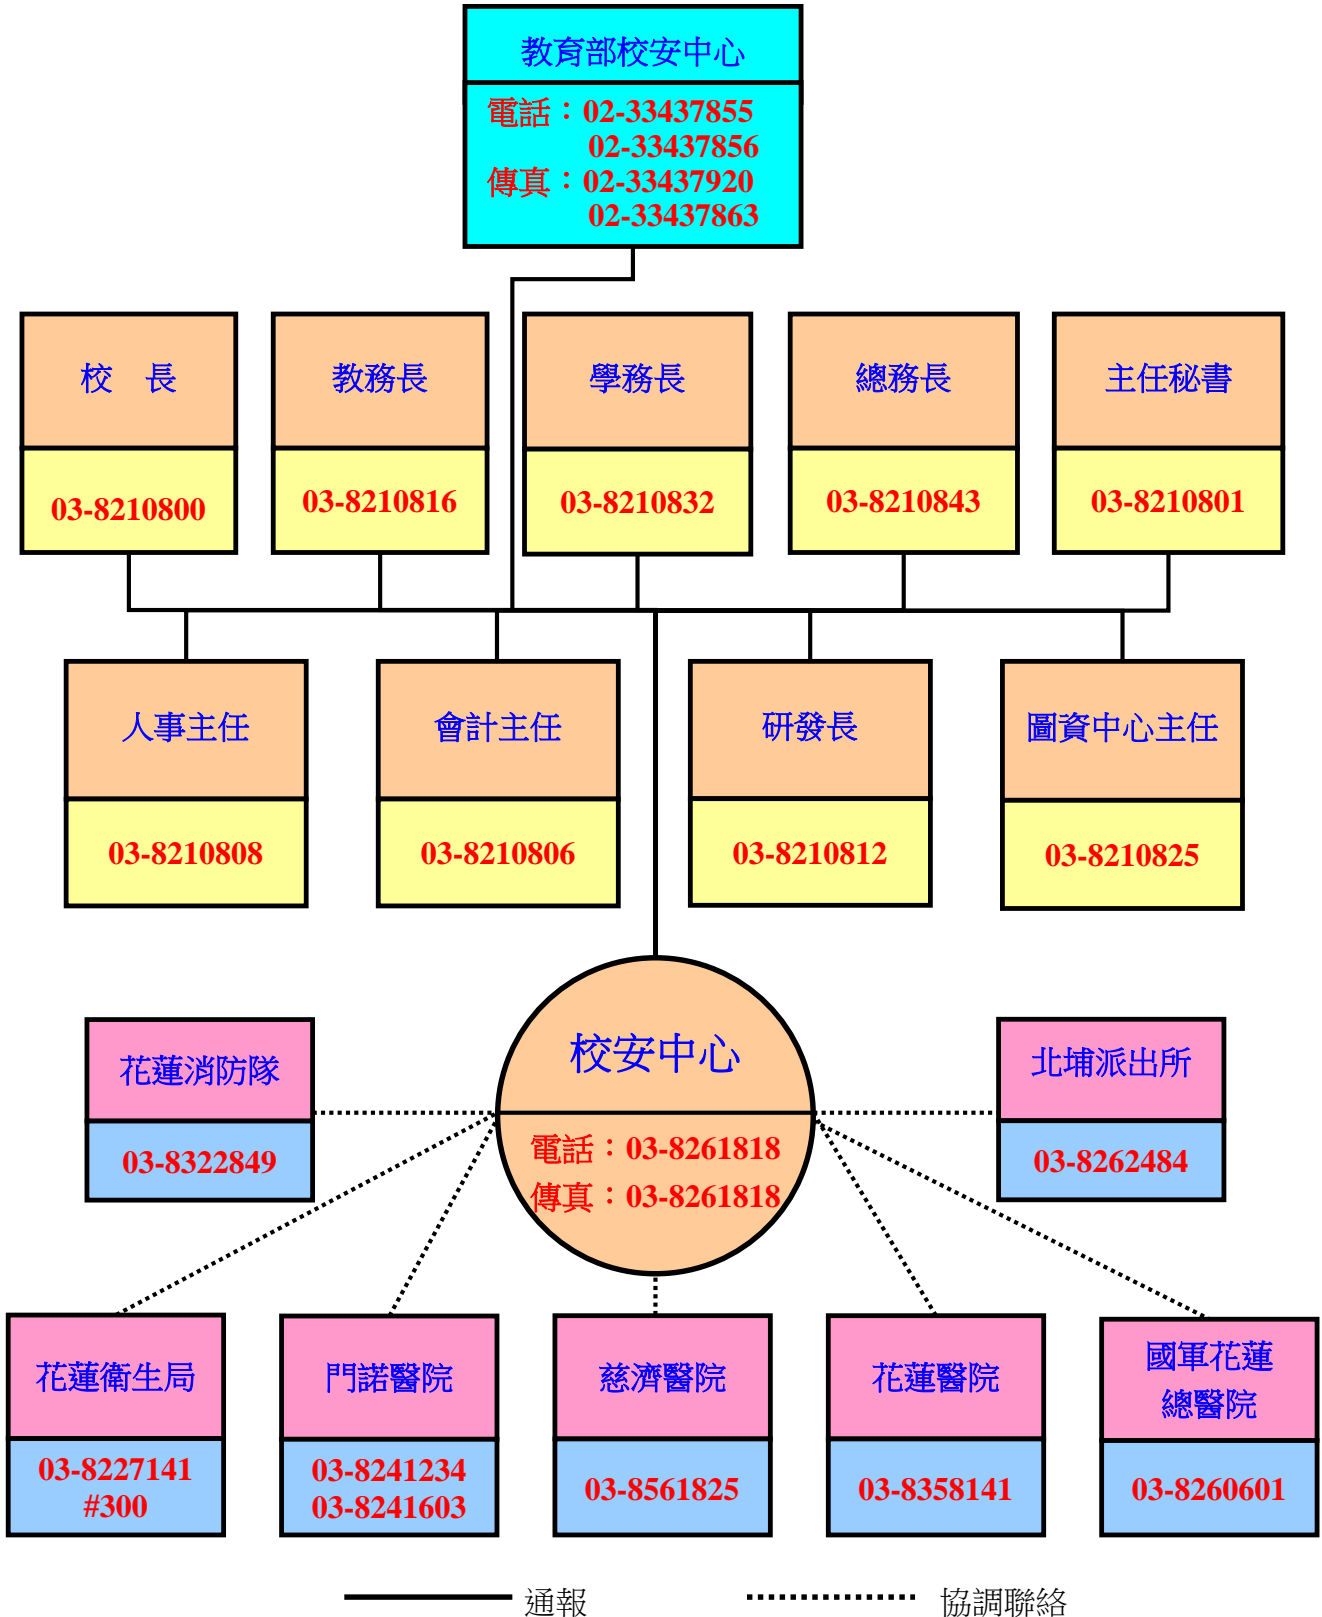 教育部校安中心
電話：02-33437855
02-33437856
傳真：02-33437920
02-33437863
校　長
03-8210800
教務長
03-8210816
學務長
03-8210832
總務長
03-8210843
主任秘書
03-8210801
人事主任
03-8210808
會計主任
03-8210806
研發長
03-8210812
圖資中心主任
03-8210825
校安中心
電話：03-8261818
傳真：03-8261818
花蓮消防隊
03-8322849
北埔派出所
03-8262484
花蓮衛生局
03-8227141
#300
門諾醫院
03-8241234
03-8241603
慈濟醫院
03-8561825
花蓮醫院
03-8358141
國軍花蓮
總醫院
03-8260601
通報
協調聯絡